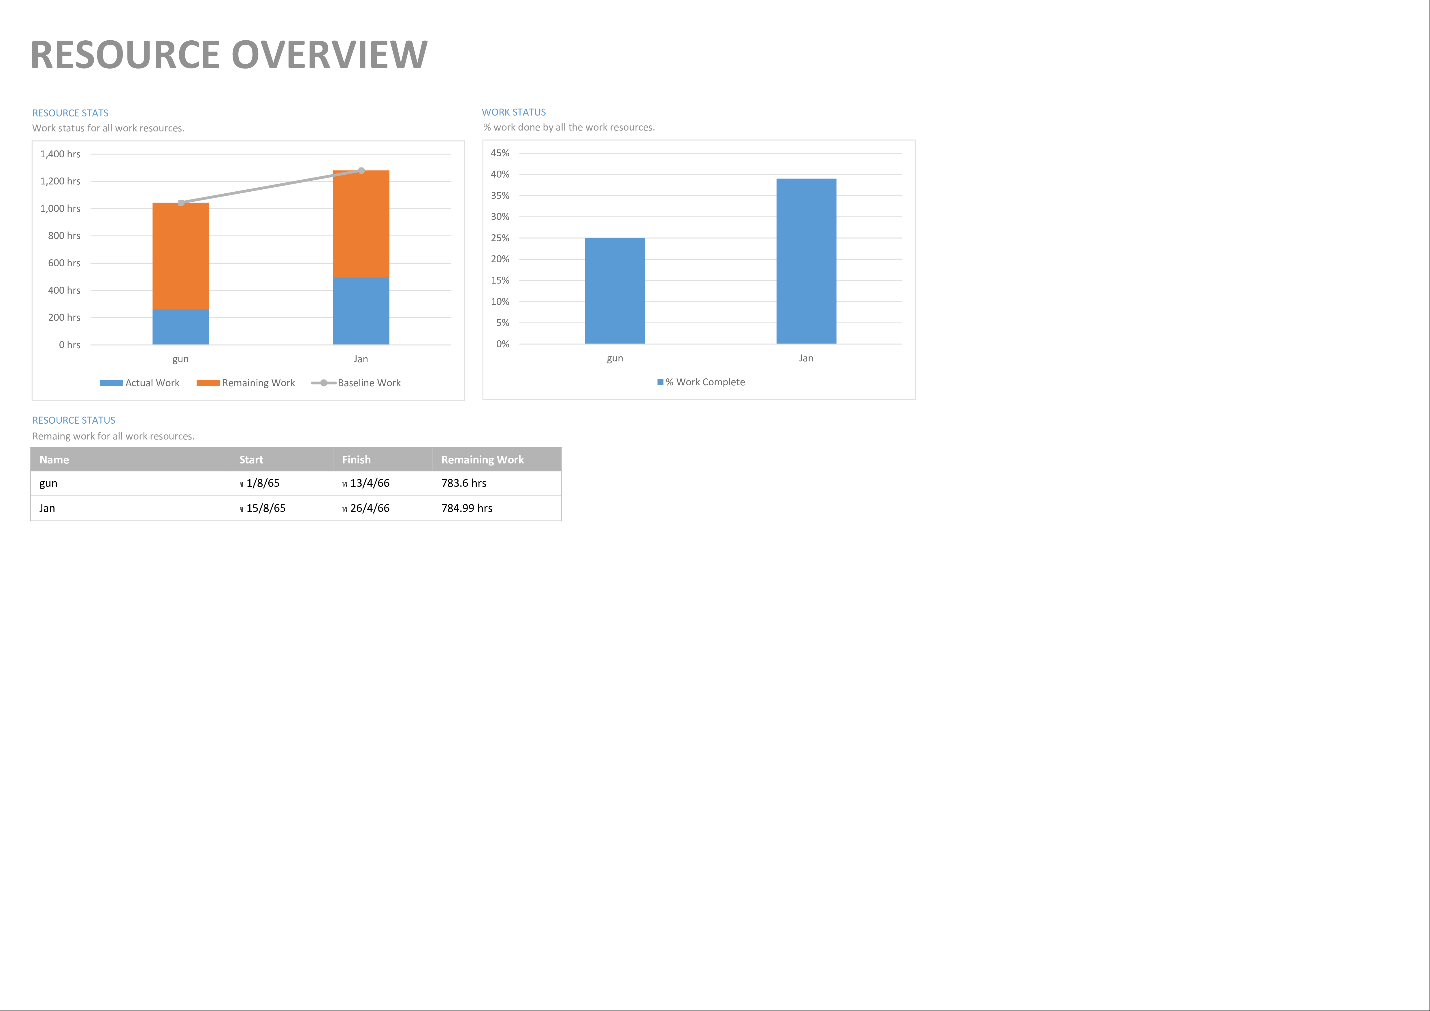 RESOURCE OVERVIEW
RESOURCE STATS
Work status for all work resources.
1,400 hrs
1,200 hrs
1,000 hrs
800 hrs
600 hrs
400 hrs
200 hrs
0 hrs
gun Jan
Actual Work Remaining Work Baseline Work
WORK STATUS
% work done by all the work resources.
45%
40%
35%
30%
25%
20%
15%
10%
5%
0%
gun Jan
% Work Complete
RESOURCE STATUS
Remaing work for all work resources.
Name Start Finish Remaining Work
gun 1/8/65 13/4/66 783.6 hrs
Jan 15/8/65 26/4/66 784.99 hrs